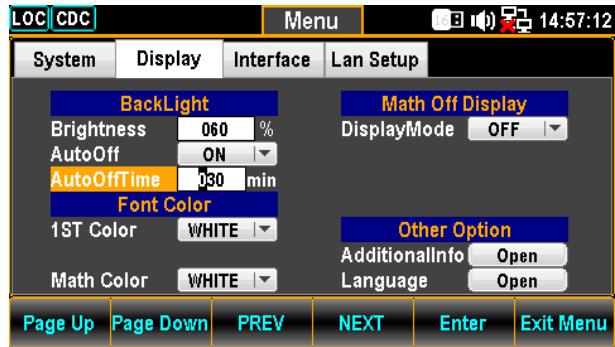 LOC CDC Menu 16B 14:57:12
System Display Interface Lan Setup
BackLight Math Off Display
Brightness 060 % DisplayMode OFF
AutoOff ON
AutoOffTime 030 min
Font Color
1ST Color WHITE Other Option
AdditionalInfo Open
Math Color WHITE Language Open
Page Up Page Down PREV NEXT Enter Exit Menu